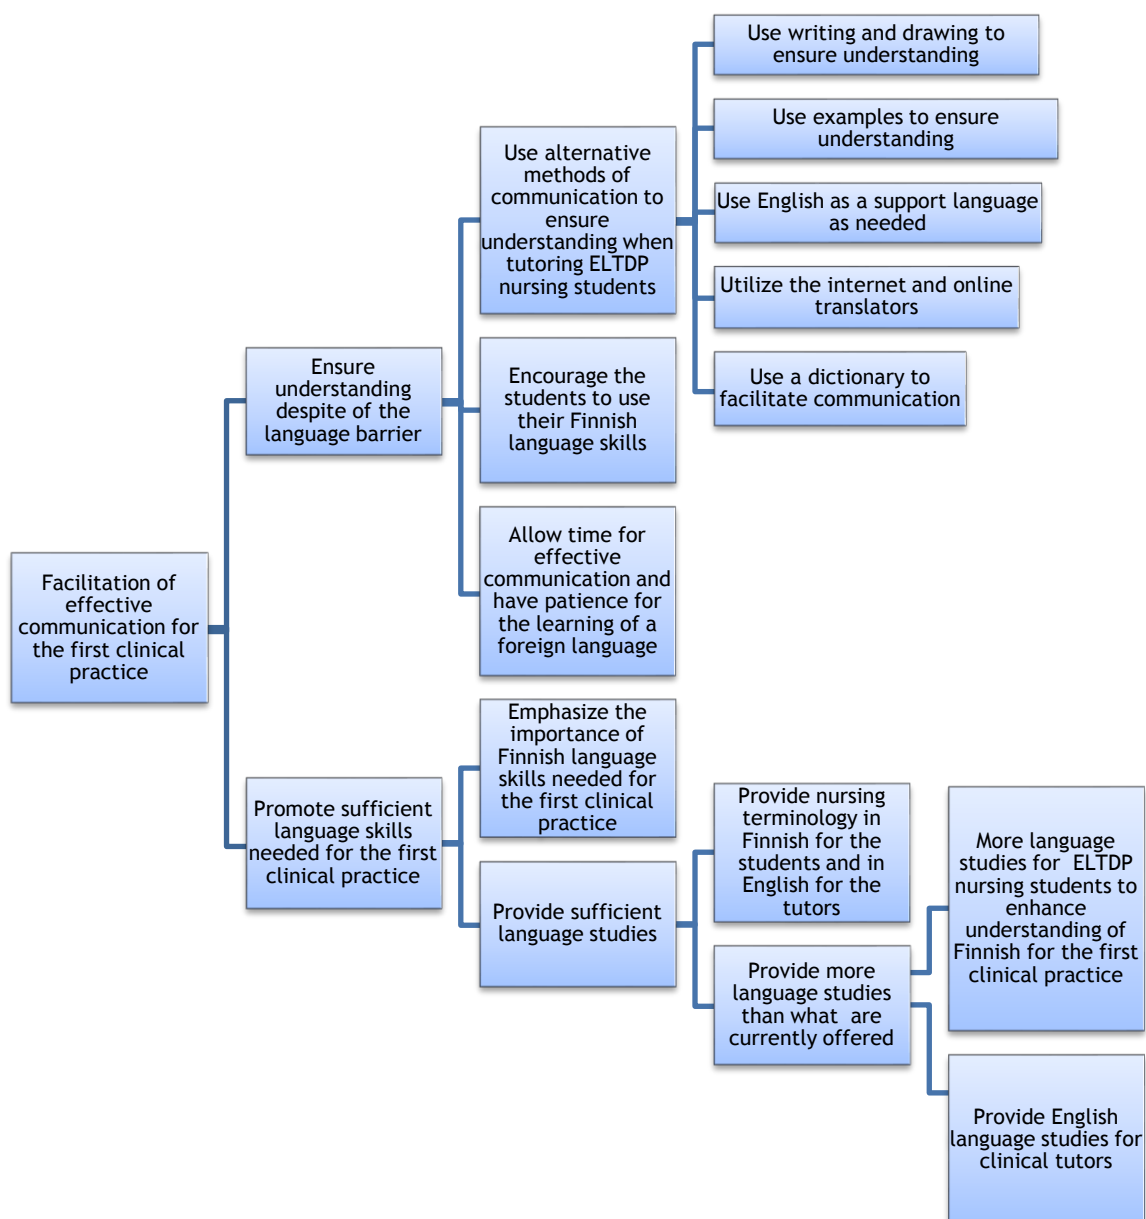 Facilitation of
effective
communication for
the first clinical
practice
Ensure
understanding
despite of the
language barrier
Use alternative
methods of
communication to
ensure
understanding when
tutoring ELTDP
nursing students
Use writing and drawing to
ensure understanding
Use examples to ensure
understanding
Use English as a support language
as needed
Utilize the internet and online
translators
Use a dictionary to
facilitate communication
Encourage the
students to use
their Finnish
language skills
Allow time for
effective
communication and
have patience for
the learning of a
foreign language
Promote sufficient
language skills
needed for the first
clinical practice
Emphasize the
importance of
Finnish language
skills needed for
the first clinical
practice
Provide sufficient
language studies
Provide nursing
terminology in
Finnish for the
students and in
English for the
tutors
Provide more
language studies
than what are
currently offered
More language
studies for ELTDP
nursing students to
enhance
understanding of
Finnish for the first
clinical practice
Provide English
language studies for
clinical tutors